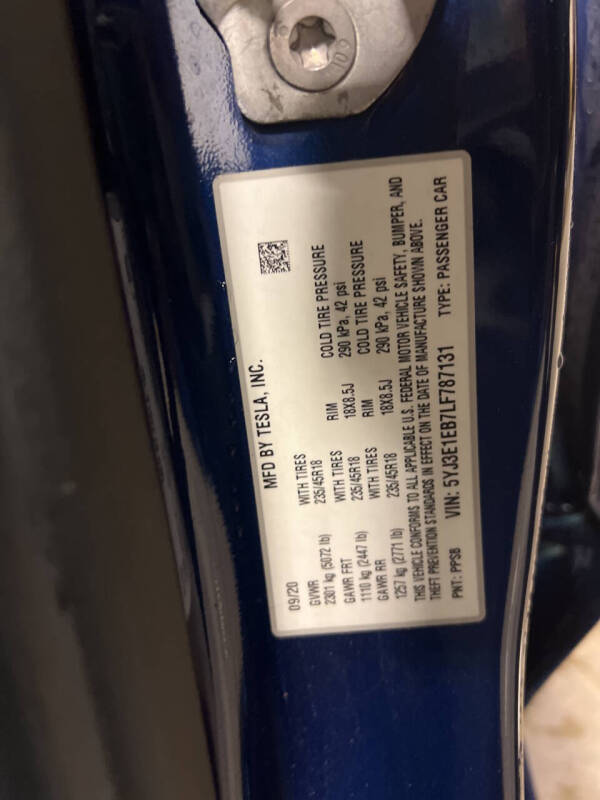 MFD BY TESLA, INC.
09/20
GVWR WITH TIRES RIM COLD TIRE PRESSURE
2301 kg (5072 lb) 235/45R18 18X8.5J 290 kPa, 42 psi
GAWR FRT WITH TIRES RIM COLD TIRE PRESSURE
1110 kg (2447 lb) 235/45R18 18X8.5J 290 kPa, 42 psi
GAWR RR WITH TIRES
1257 kg (2771 lb) 235/45R18
THIS VEHICLE CONFORMS TO ALL APPLICABLE U.S. FEDERAL MOTOR VEHICLE SAFETY, BUMPER, AND
THEFT PREVENTION STANDARDS IN EFFECT ON THE DATE OF MANUFACTURE SHOWN ABOVE.
PNT: PPSB VIN: 5YJ3E1EB7LF787131 TYPE: PASSENGER CAR